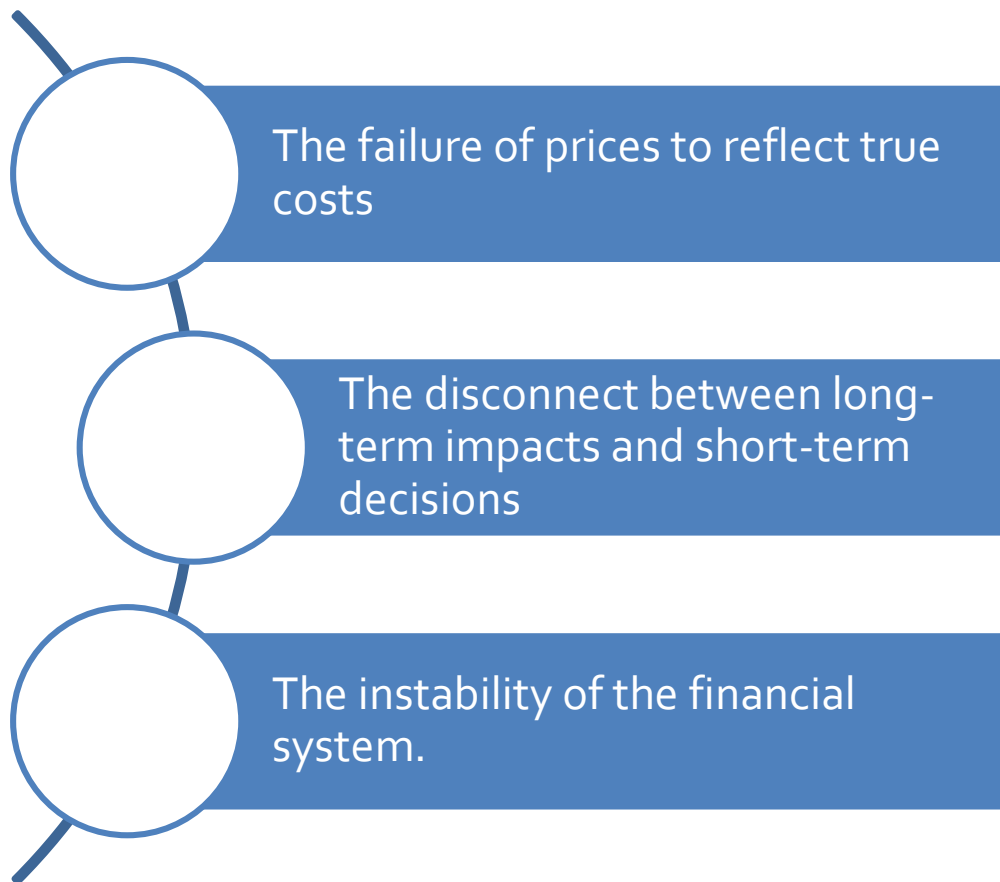 The failure of prices to reflect true
costs
The disconnect between long-
term impacts and short-term
decisions
The instability of the financial
system.